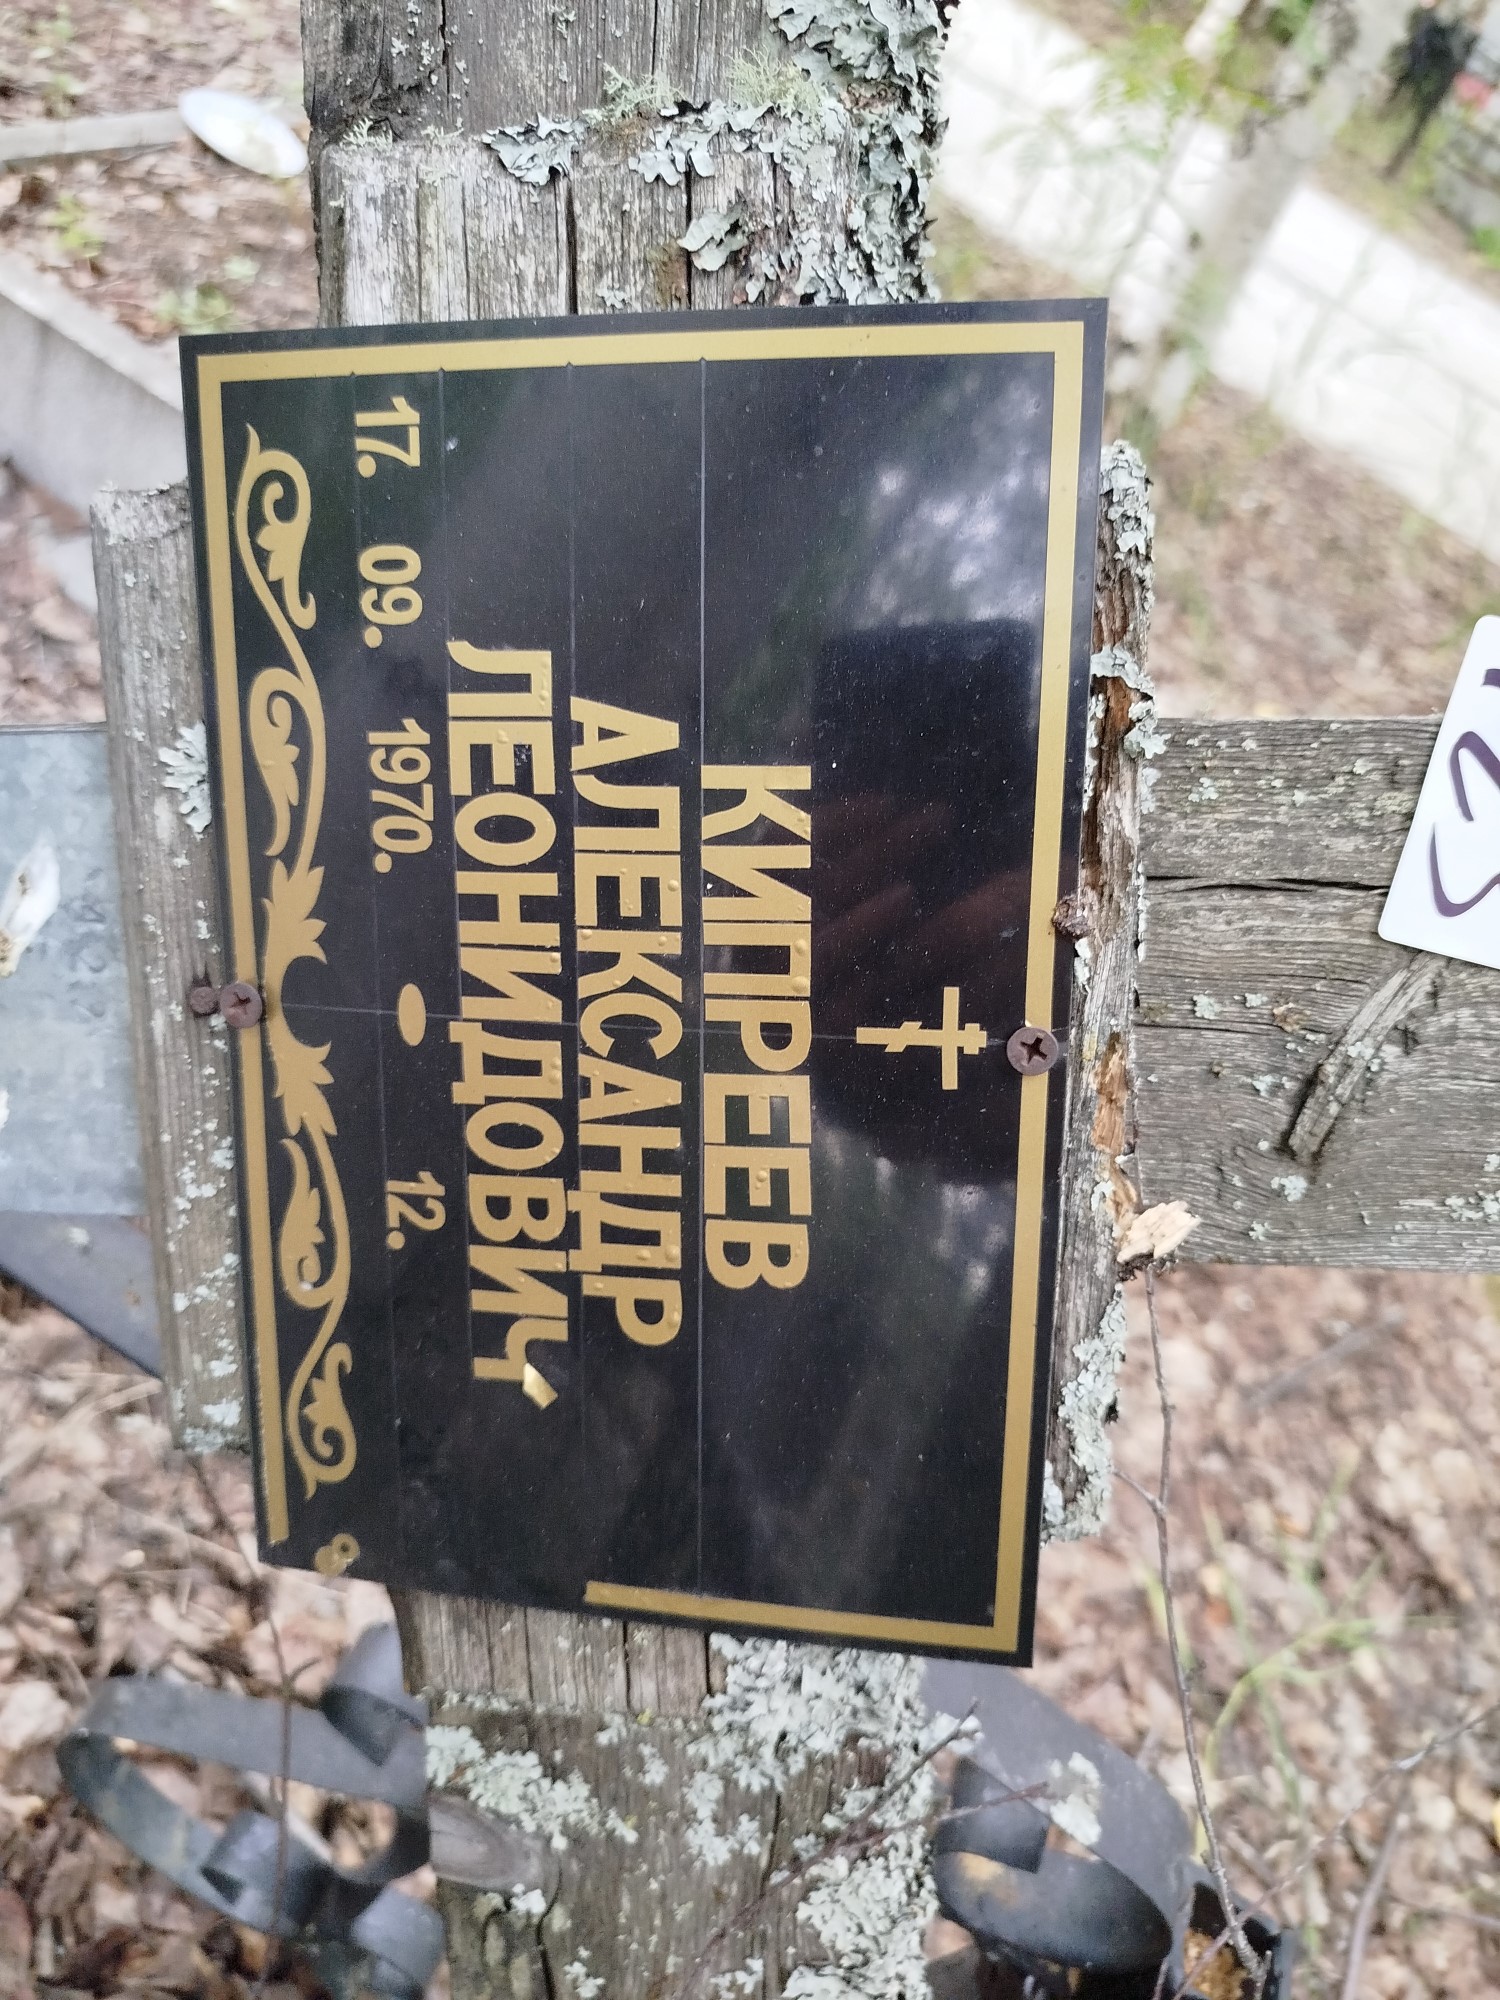 КИПРЕЕВ
АЛЕКСАНДР
ЛЕОНИДОВИЧ
17. 09. 1970. - 12.